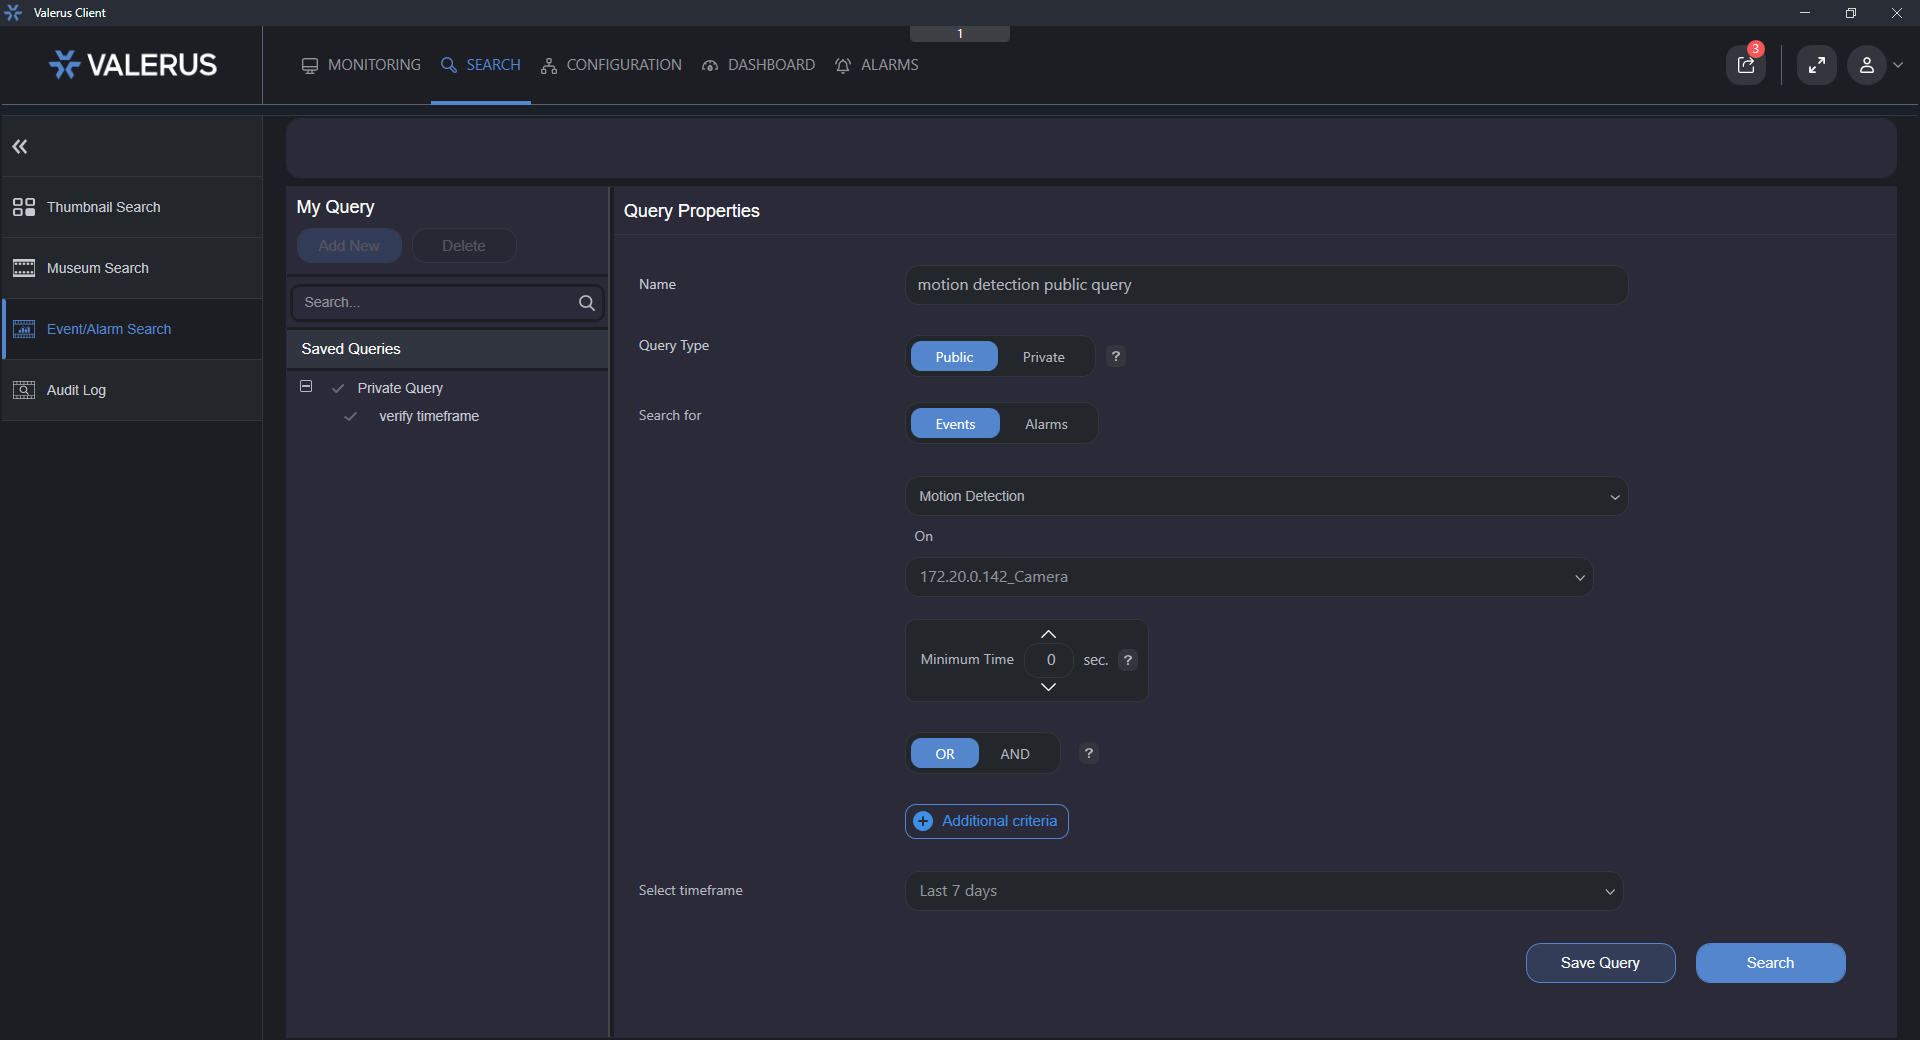 Valerus Client
1
VALERUS
MONITORING
SEARCH
CONFIGURATION
DASHBOARD
ALARMS
3
Thumbnail Search
Museum Search
Event/Alarm Search
Audit Log
My Query
Add New
Delete
Search...
Saved Queries
Private Query
verify timeframe
Query Properties
Name
motion detection public query
Query Type
Public
Private
?
Search for
Events
Alarms
Motion Detection
On
172.20.0.142_Camera
Minimum Time
0
sec.
?
OR
AND
?
Additional criteria
Select timeframe
Last 7 days
Save Query
Search